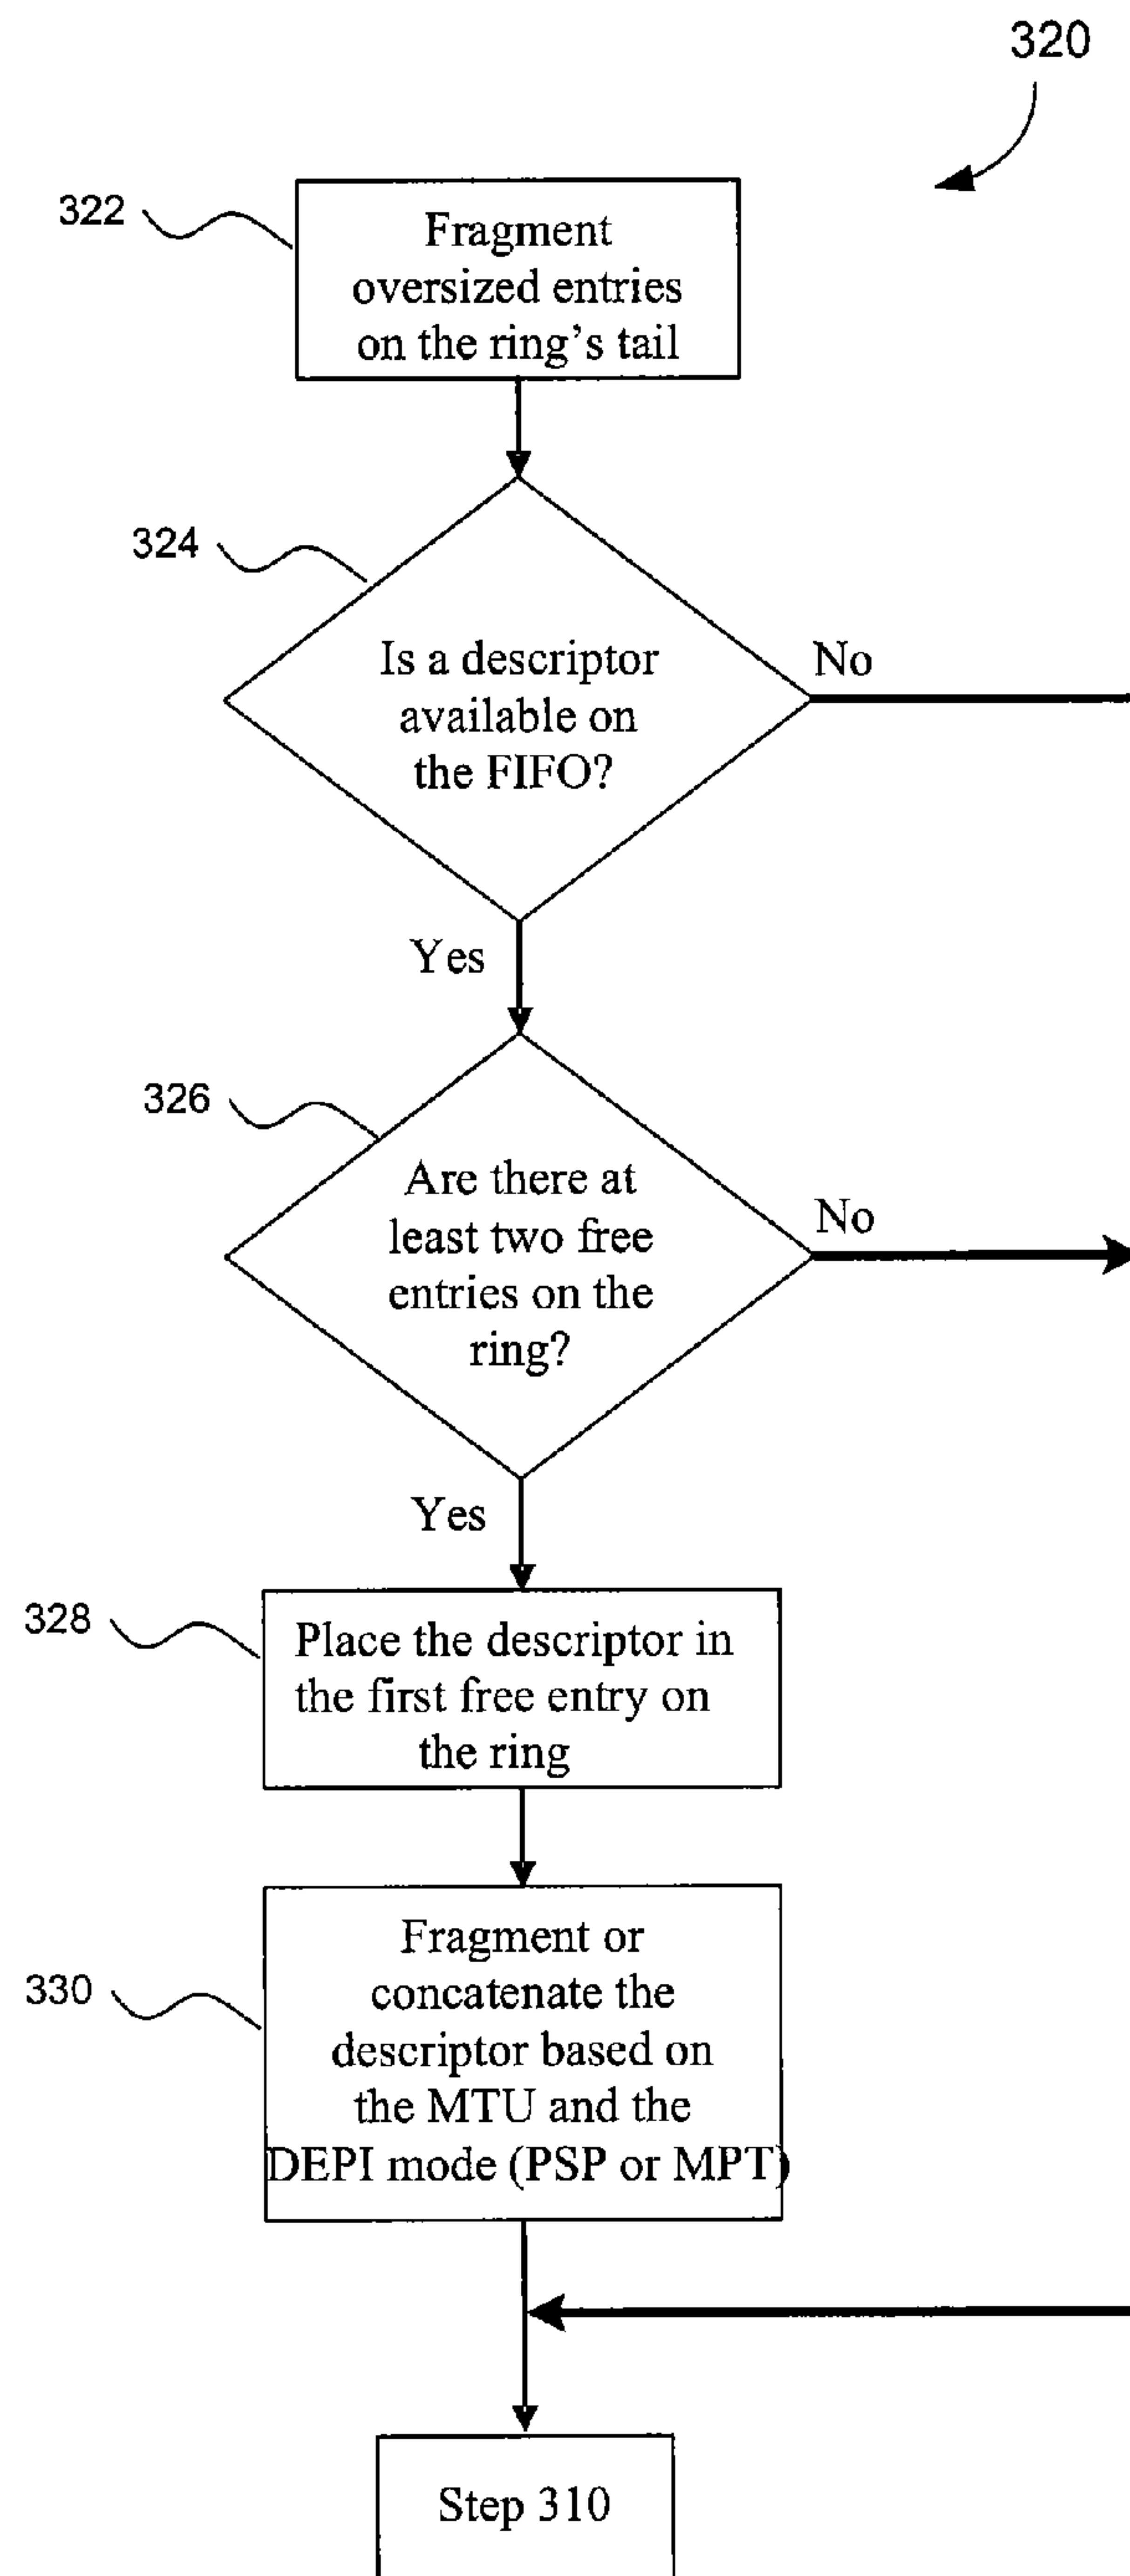 320
322
Fragment
oversized entries
on the ring's tail
324
Is a descriptor
available on
the FIFO?
No
Yes
326
Are there at
least two free
entries on the
ring?
No
Yes
328
Place the descriptor in
the first free entry on
the ring
330
Fragment or
concatenate the
descriptor based on
the MTU and the
DEPI mode (PSP or MPT)
Step 310